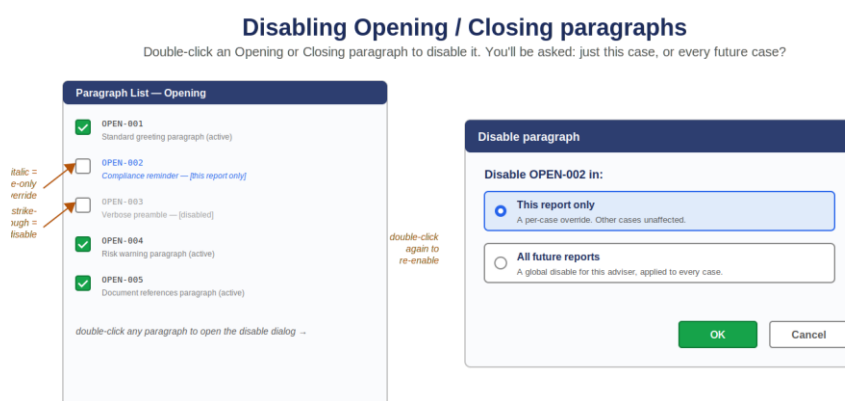 Disabling Opening / Closing paragraphs
Double-click an Opening or Closing paragraph to disable it. You'll be asked: just this case, or every future case?
Paragraph List — Opening
OPEN-001
Standard greeting paragraph (active)
OPEN-002
Compliance reminder — [this report only]
OPEN-003
Verbose preamble — [disabled]
OPEN-004
Risk warning paragraph (active)
OPEN-005
Document references paragraph (active)
double-click any paragraph to open the disable dialog →
italic =
e-only
erride
strike-
ough =
disable
double-click
again to
re-enable
Disable paragraph
Disable OPEN-002 in:
This report only
A per-case override. Other cases unaffected.
All future reports
A global disable for this adviser, applied to every case.
OK
Cancel